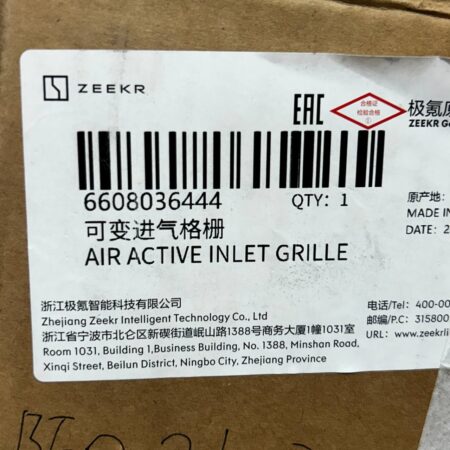 ZEEKR
EAC
合格证
检验合格
①
极氪原
ZEEKR G
6608036444
QTY: 1
可变进气格栅
AIR ACTIVE INLET GRILLE
原产地:
MADE IN
DATE: 2
浙江极氪智能科技有限公司
Zhejiang Zeekr Intelligent Technology Co., Ltd
浙江省宁波市北仑区新碶街道岷山路1388号商务大厦1幢1031室
Room 1031, Building 1,Business Building, No. 1388, Minshan Road,
Xinqi Street, Beilun District, Ningbo City, Zhejiang Province
电话/Tel: 400-00
邮编/P.C: 315800
URL: www.zeekrli